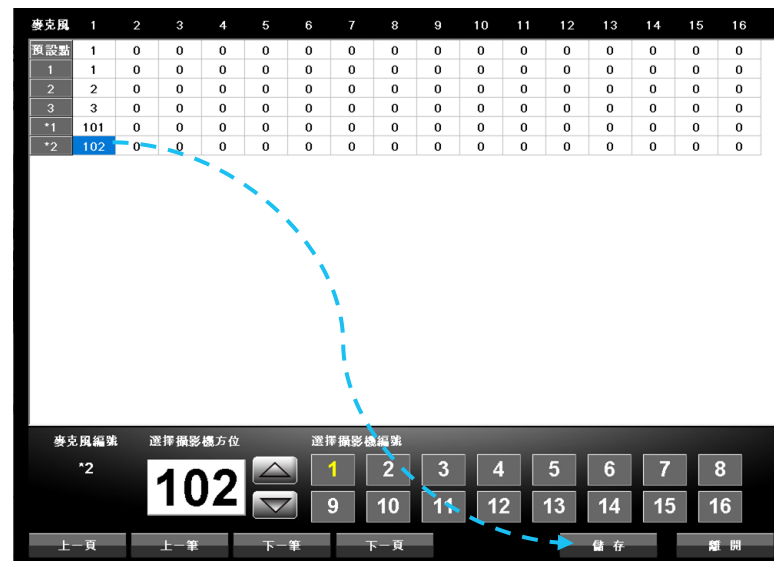 麥克風 1 2 3 4 5 6 7 8 9 10 11 12 13 14 15 16
預設點 1 0 0 0 0 0 0 0 0 0 0 0 0 0 0 0
1 1 0 0 0 0 0 0 0 0 0 0 0 0 0 0 0
2 2 0 0 0 0 0 0 0 0 0 0 0 0 0 0 0
3 3 0 0 0 0 0 0 0 0 0 0 0 0 0 0 0
*1 101 0 0 0 0 0 0 0 0 0 0 0 0 0 0 0
*2 102 0 0 0 0 0 0 0 0 0 0 0 0 0 0 0
麥克風編號 選擇攝影機方位 選擇攝影機編號
*2 102 1 2 3 4 5 6 7 8
9 10 11 12 13 14 15 16
上一頁 上一筆 下一筆 下一頁 儲存 離開